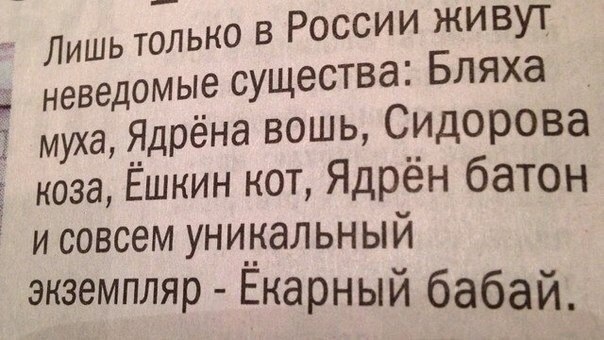 Лишь только в России живут
неведомые существа: Бляха
муха, Ядрёна вошь, Сидорова
коза, Ёшкин кот, Ядрён батон
и совсем уникальный
экземпляр - Ёкарный бабай.